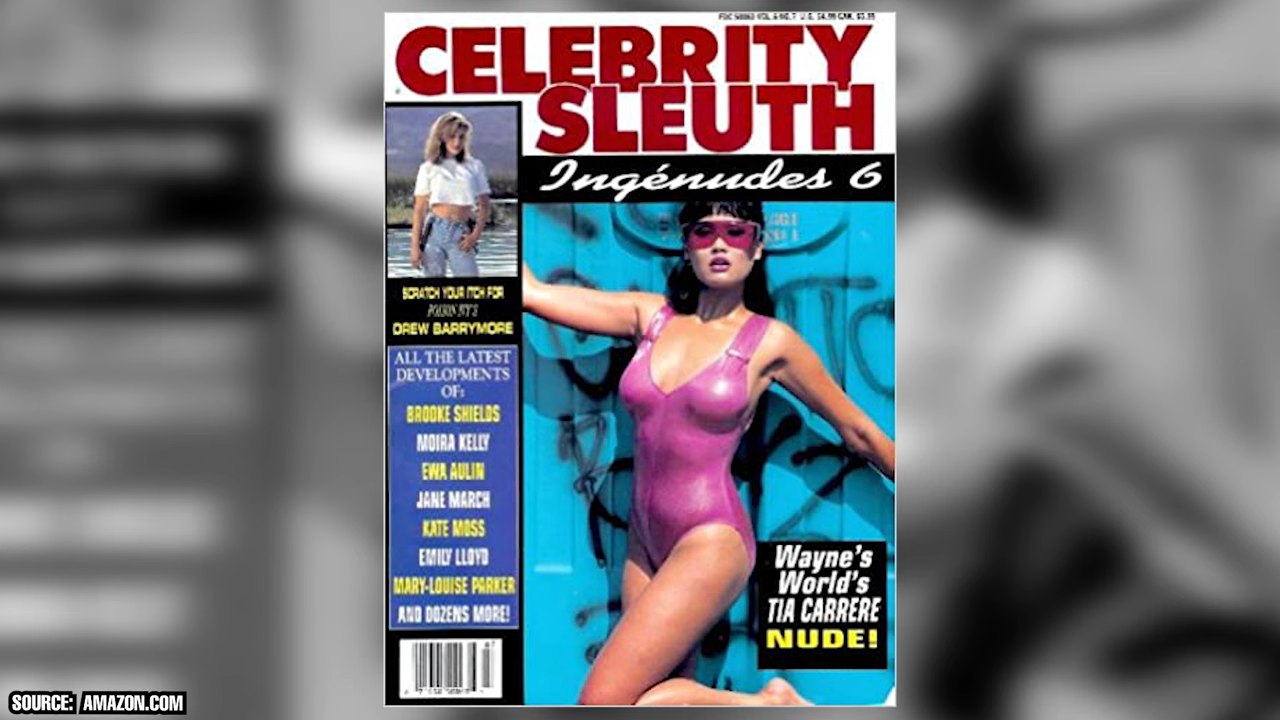 CELEBRITY
SLEUTH
Ingénudes 6
SCRATCH YOUR ITCH FOR
POISON IVY'S
DREW BARRYMORE
ALL THE LATEST
DEVELOPMENTS
OF:
BROOKE SHIELDS
MOIRA KELLY
EWA AULIN
JANE MARCH
KATE MOSS
EMILY LLOYD
MARY-LOUISE PARKER
AND DOZENS MORE!
Wayne's
World's
TIA CARRERE
NUDE!
SOURCE: AMAZON.COM